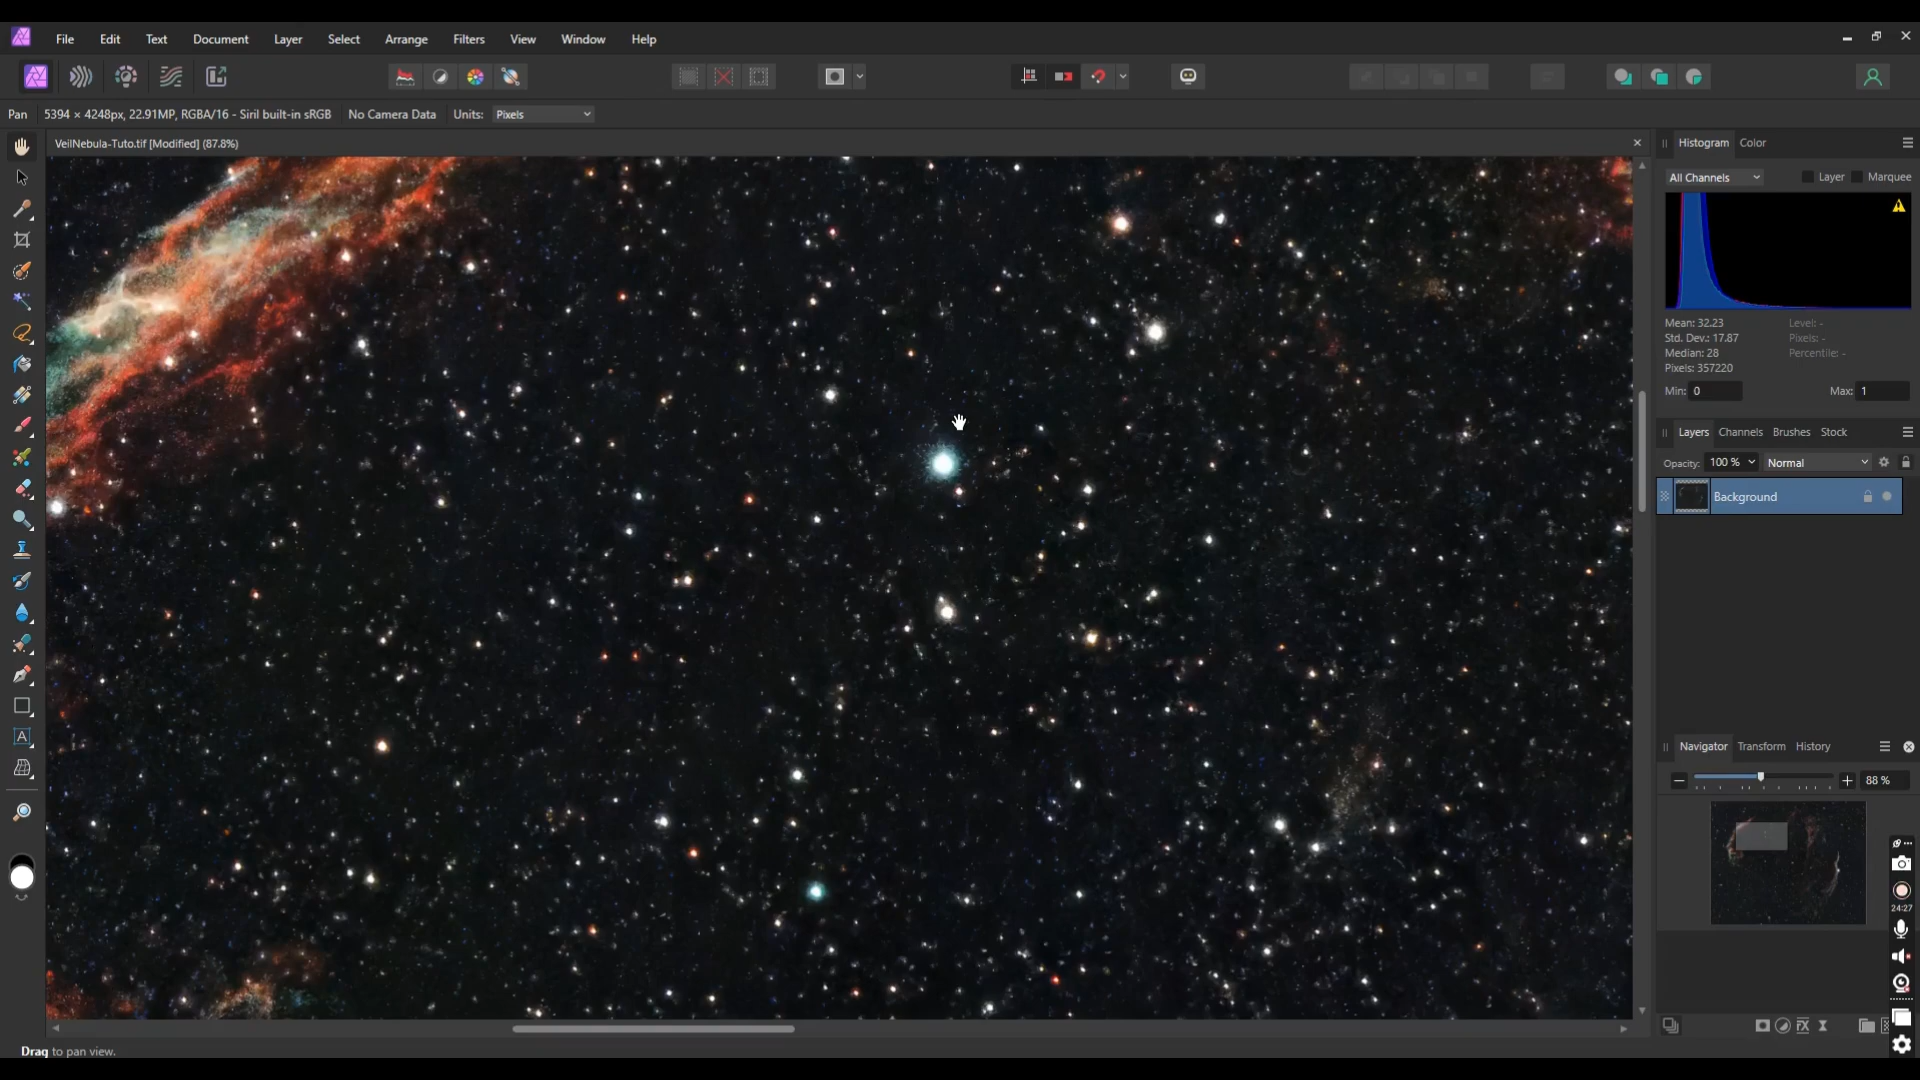 File Edit Text Document Layer Select Arrange Filters View Window Help
Pan 5394 × 4248px, 22.91MP, RGBA/16 - Siril built-in sRGB No Camera Data Units: Pixels
VeilNebula-Tuto.tif [Modified] (87.8%)
Histogram Color
All Channels Layer Marquee
Mean: 32.23 Level: -
Std. Dev.: 17.87 Pixels: -
Median: 28 Percentile: -
Pixels: 357220
Min: 0 Max: 1
Layers Channels Brushes Stock
Opacity: 100 % Normal
Background
Navigator Transform History
88 %
24:27
Drag to pan view.